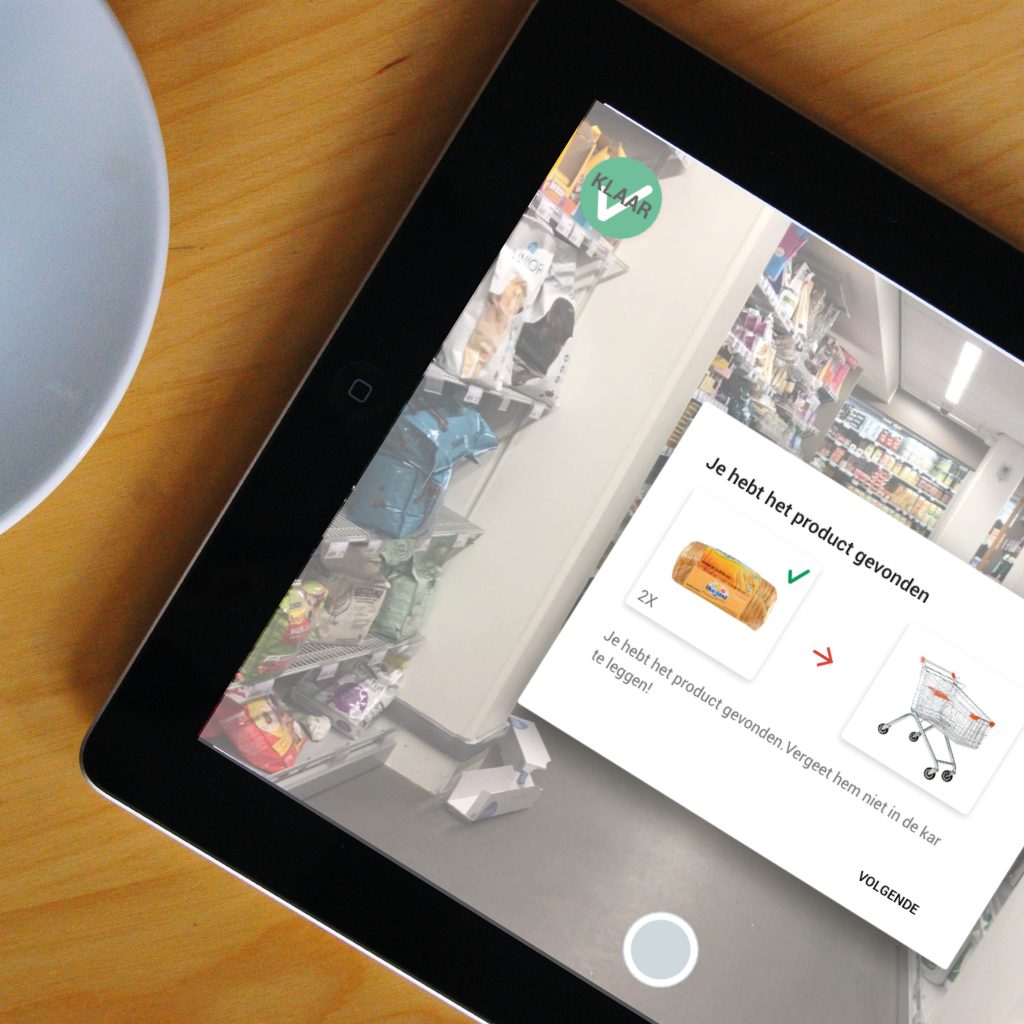 KLAAR
JUNIOR
Je hebt het product gevonden
2X
Je hebt het product gevonden. Vergeet hem niet in de kar
te leggen!
VOLGENDE